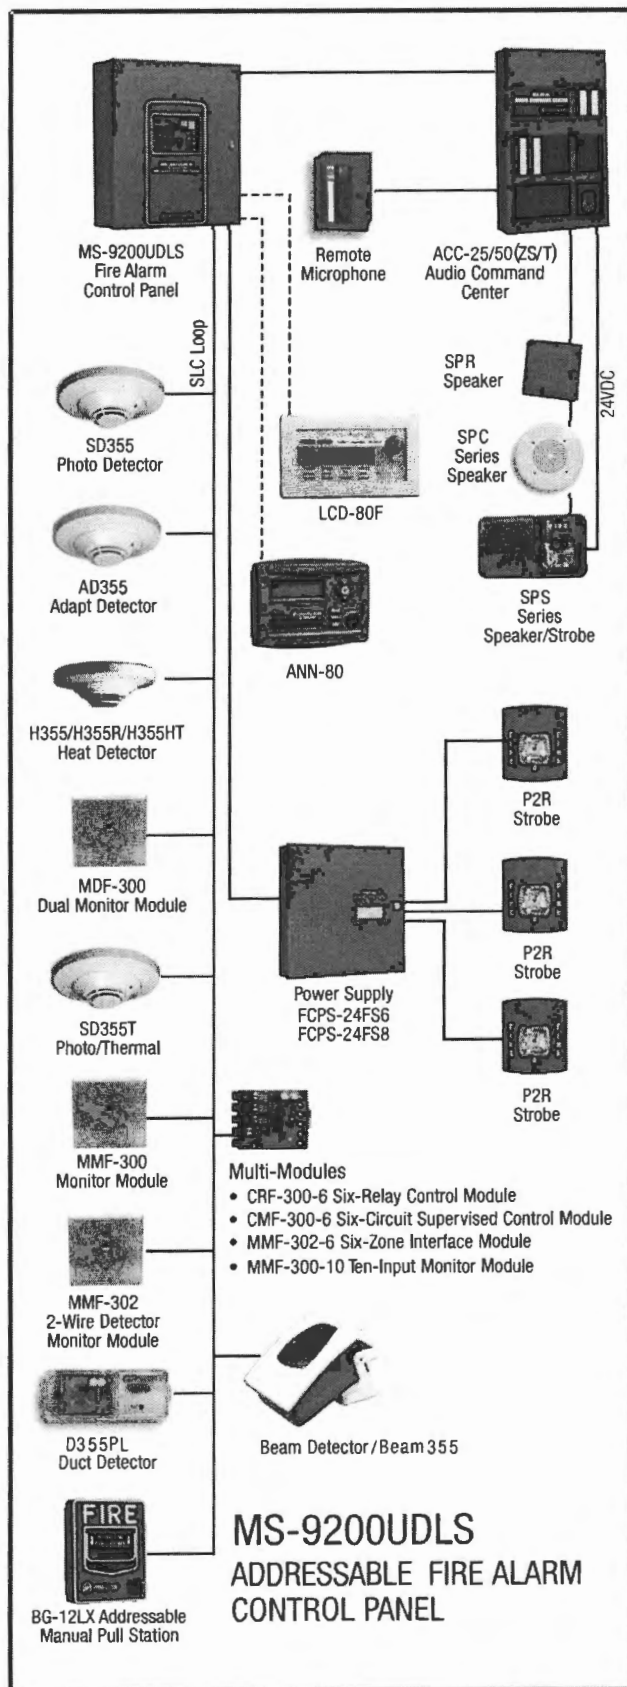 MS-9200UDLS
Fire Alarm
Control Panel
Remote
Microphone
ACC-25/50(ZS/T)
Audio Command
Center
SLC Loop
SPR
Speaker
24VDC
SD355
Photo Detector
SPC
Series
Speaker
LCD-80F
AD355
Adapt Detector
SPS
Series
Speaker/Strobe
ANN-80
H355/H355R/H355HT
Heat Detector
P2R
Strobe
MDF-300
Dual Monitor Module
P2R
Strobe
SD355T
Photo/Thermal
Power Supply
FCPS-24FS6
FCPS-24FS8
P2R
Strobe
MMF-300
Monitor Module
Multi-Modules
• CRF-300-6 Six-Relay Control Module
• CMF-300-6 Six-Circuit Supervised Control Module
• MMF-302-6 Six-Zone Interface Module
• MMF-300-10 Ten-Input Monitor Module
MMF-302
2-Wire Detector
Monitor Module
D355PL
Duct Detector
Beam Detector/Beam355
FIRE
BG-12LX Addressable
Manual Pull Station
MS-9200UDLS
ADDRESSABLE FIRE ALARM
CONTROL PANEL